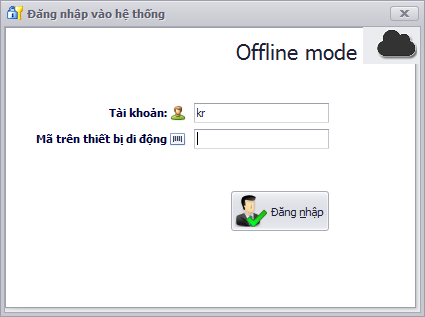 Đăng nhập vào hệ thống
Offline mode
Tài khoản: kr
Mã trên thiết bị di động
Đăng nhập